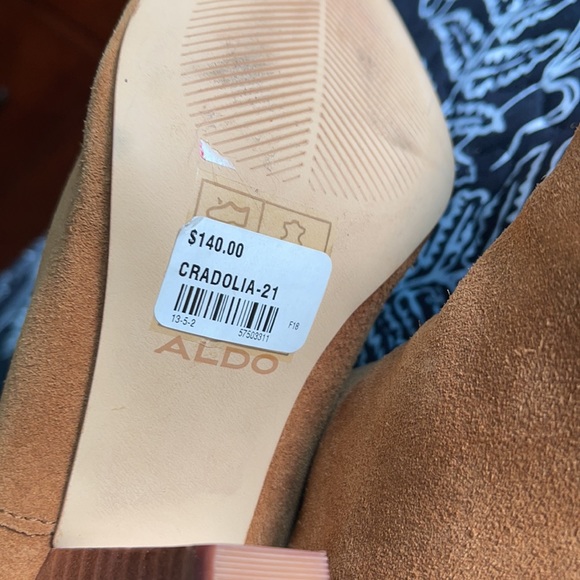 $140.00
CRADOLIA-21
F18
13-5-2
57503311
ALDO